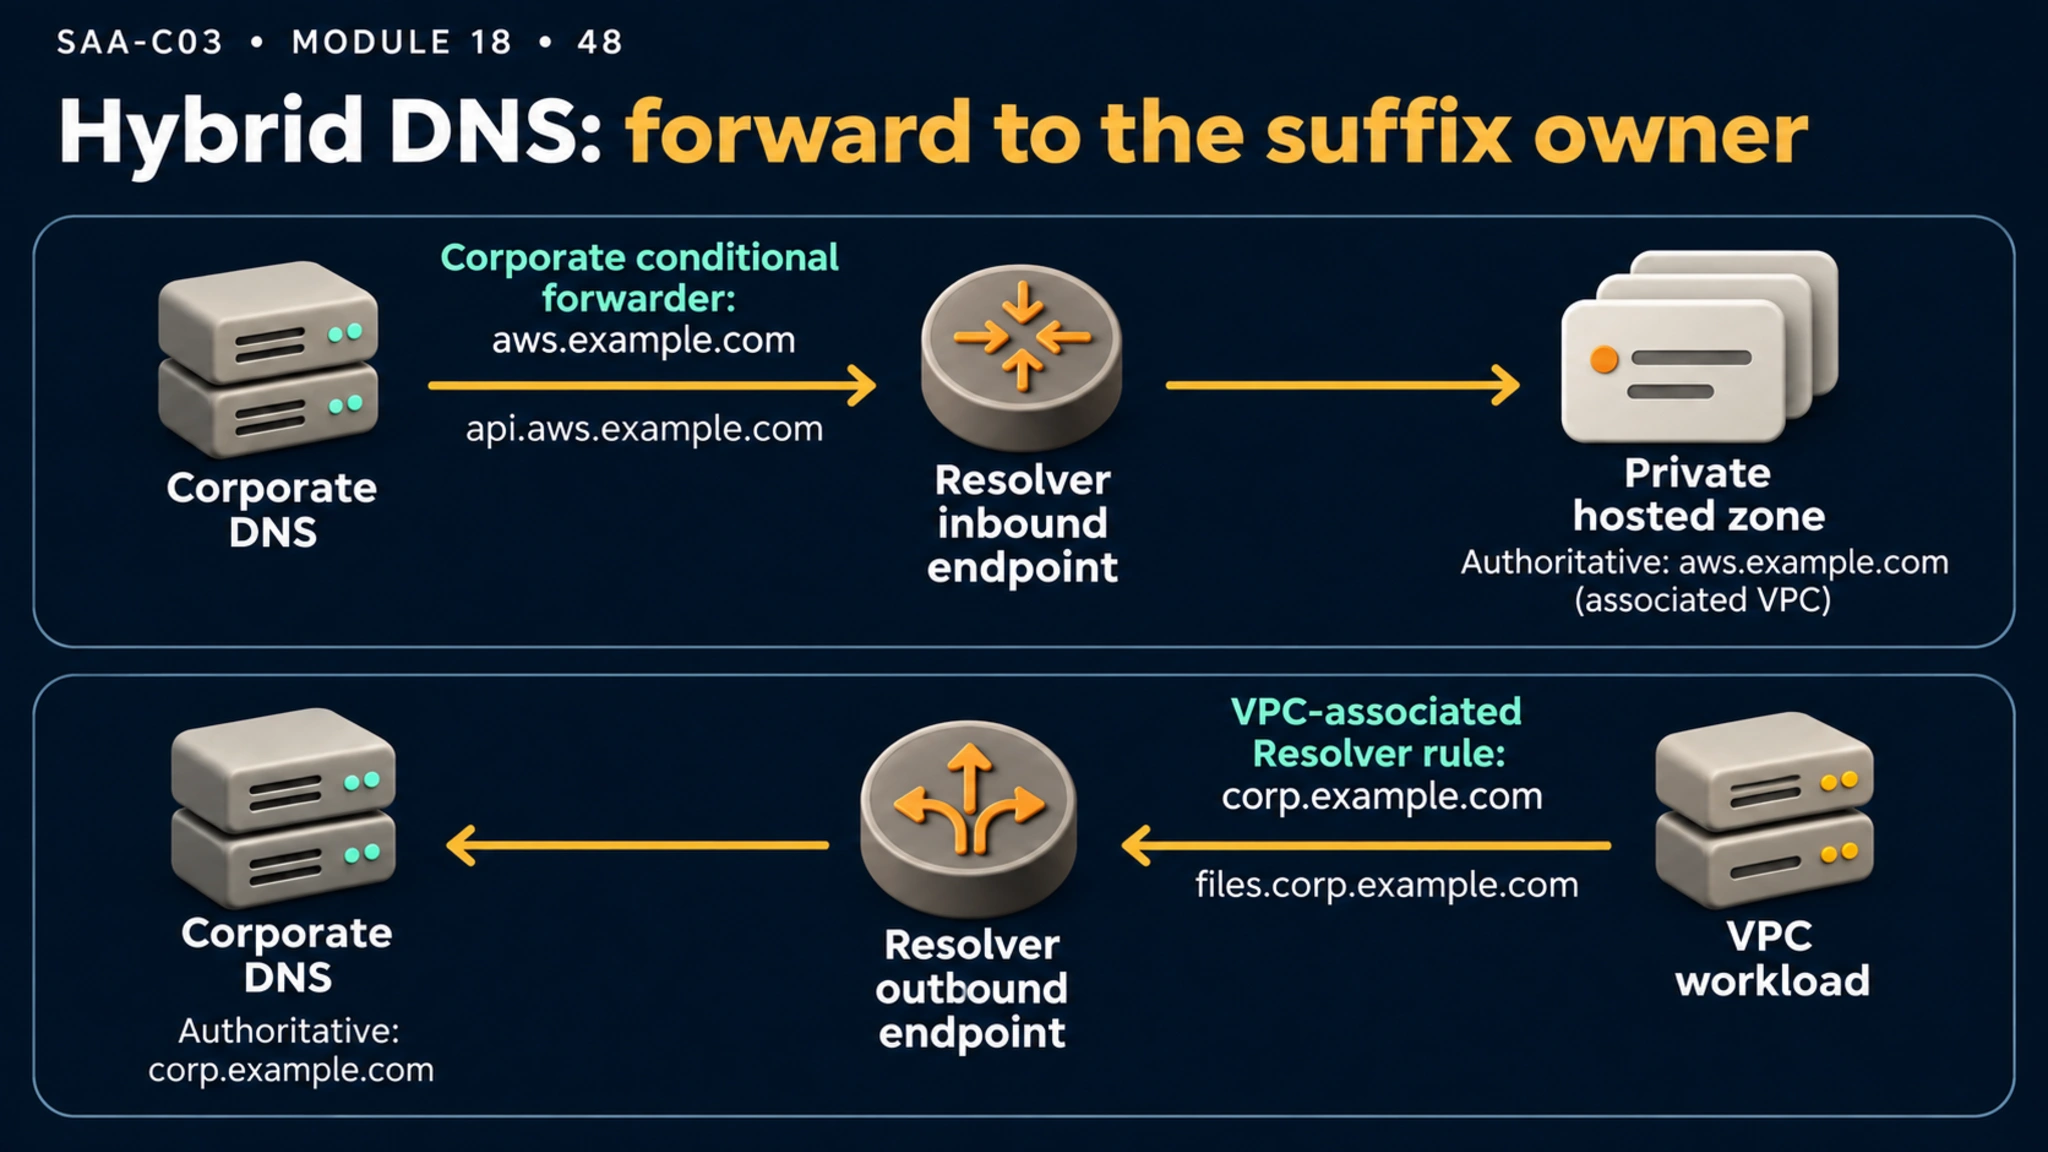 SAA-C03 • MODULE 18 • 48
Hybrid DNS: forward to the suffix owner
Corporate conditional
forwarder:
aws.example.com
api.aws.example.com
Corporate
DNS
Resolver
inbound
endpoint
Private
hosted zone
Authoritative: aws.example.com
(associated VPC)
VPC-associated
Resolver rule:
corp.example.com
files.corp.example.com
Corporate
DNS
Authoritative:
corp.example.com
Resolver
outbound
endpoint
VPC
workload